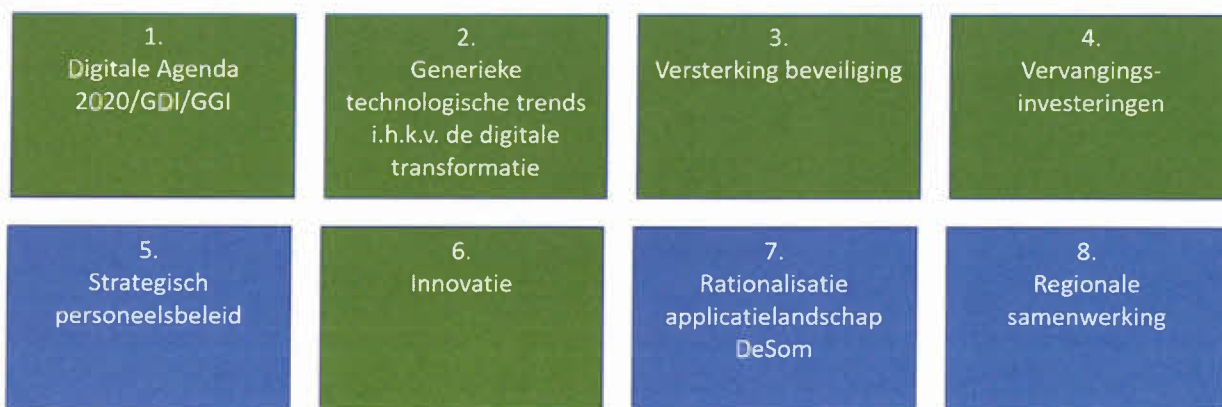 1.
Digitale Agenda
2020/GDI/GGI
2.
Generieke
technologische trends
i.h.k.v. de digitale
transformatie
3.
Versterking beveiliging
4.
Vervangings-
investeringen
5.
Strategisch
personeelsbeleid
6.
Innovatie
7.
Rationalisatie
applicatielandschap
DeSom
8.
Regionale
samenwerking